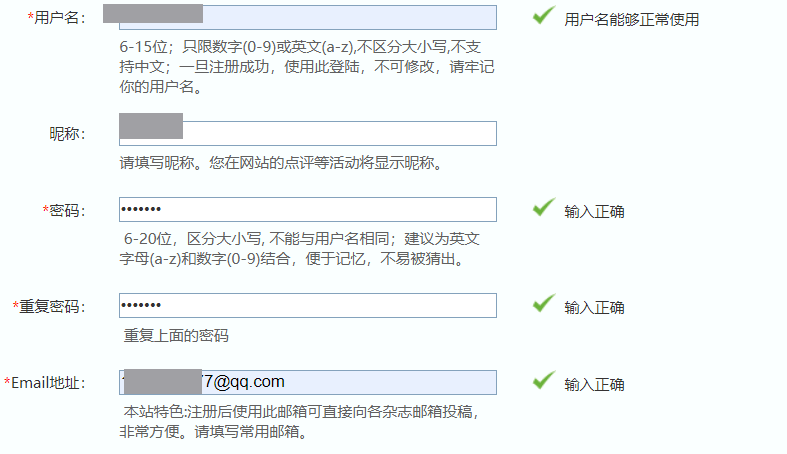 *用户名： 用户名能够正常使用
6-15位；只限数字(0-9)或英文(a-z),不区分大小写,不支
持中文；一旦注册成功，使用此登陆，不可修改，请牢记
你的用户名。
昵称：
请填写昵称。您在网站的点评等活动将显示昵称。
*密码： ••••••• 输入正确
6-20位，区分大小写, 不能与用户名相同；建议为英文
字母(a-z)和数字(0-9)结合，便于记忆，不易被猜出。
*重复密码： ••••••• 输入正确
重复上面的密码
*Email地址： 7@qq.com 输入正确
本站特色:注册后使用此邮箱可直接向各杂志邮箱投稿，
非常方便。请填写常用邮箱。